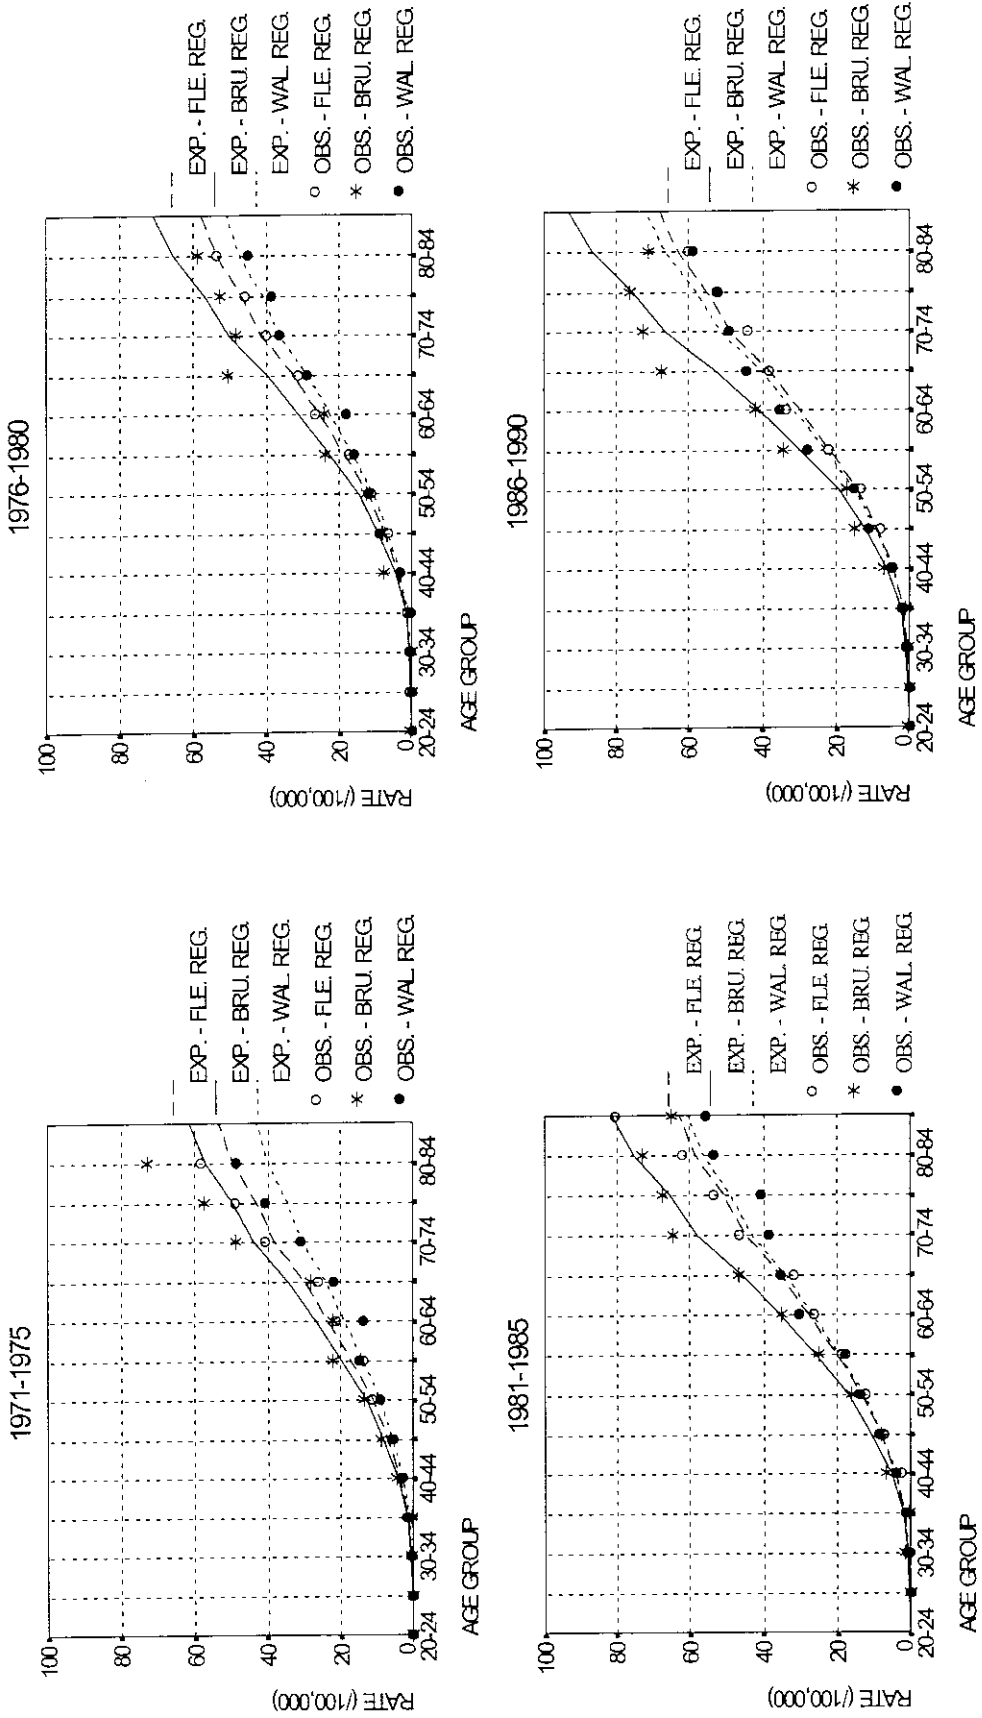 1971-1975
100
80
60
40
20
0
RATE (/100,000)
20-24 30-34 40-44 50-54 60-64 70-74 80-84
AGE GROUP
EXP. - FLE. REG.
EXP. - BRU. REG.
EXP. - WAL. REG.
OBS. - FLE. REG.
OBS. - BRU. REG.
OBS. - WAL. REG.
1976-1980
100
80
60
40
20
0
RATE (/100,000)
20-24 30-34 40-44 50-54 60-64 70-74 80-84
AGE GROUP
EXP. - FLE. REG.
EXP. - BRU. REG.
EXP. - WAL. REG.
OBS. - FLE. REG.
OBS. - BRU. REG.
OBS. - WAL. REG.
1981-1985
100
80
60
40
20
0
RATE (/100,000)
20-24 30-34 40-44 50-54 60-64 70-74 80-84
AGE GROUP
EXP. - FLE. REG.
EXP. - BRU. REG.
EXP. - WAL. REG.
OBS. - FLE. REG.
OBS. - BRU. REG.
OBS. - WAL. REG.
1986-1990
100
80
60
40
20
0
RATE (/100,000)
20-24 30-34 40-44 50-54 60-64 70-74 80-84
AGE GROUP
EXP. - FLE. REG.
EXP. - BRU. REG.
EXP. - WAL. REG.
OBS. - FLE. REG.
OBS. - BRU. REG.
OBS. - WAL. REG.